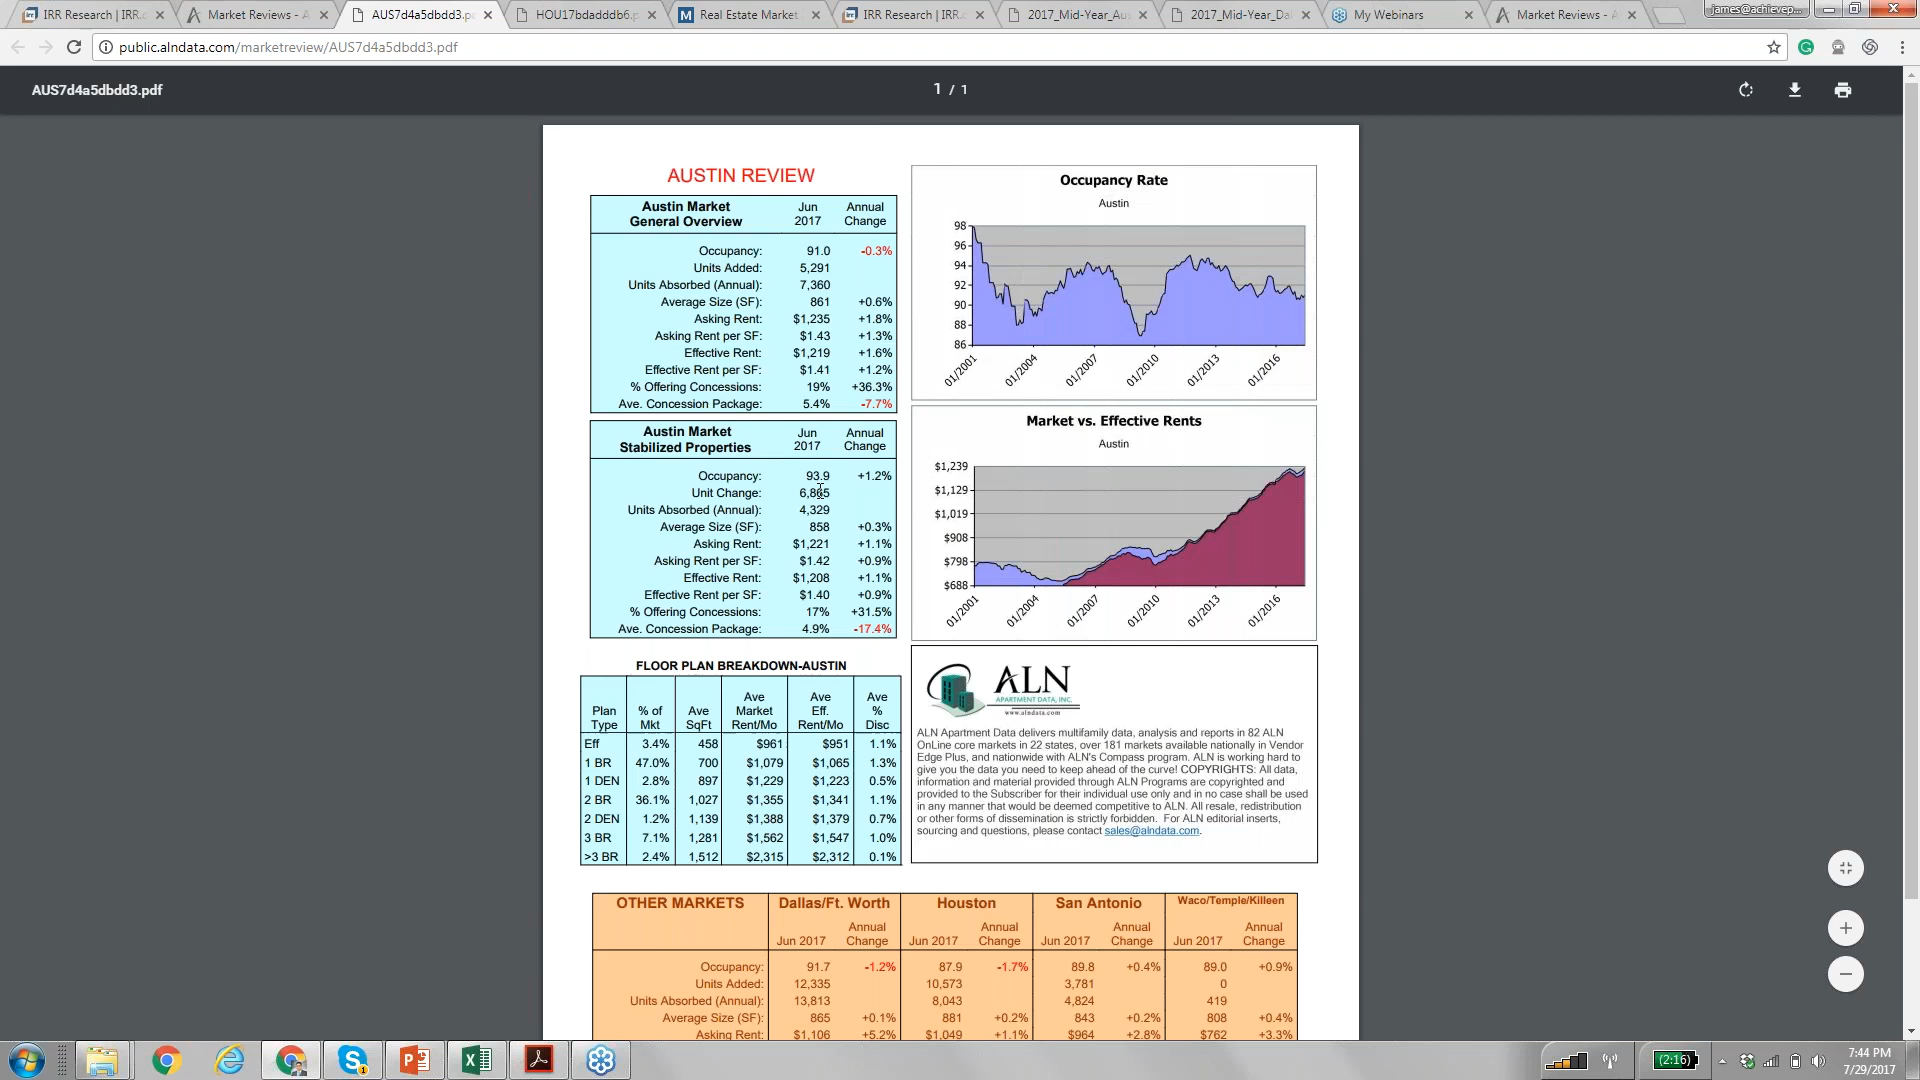 IRR Research | IRR.c
Market Reviews - A
AUS7d4a5dbdd3.p
HOU17bdadddb6.p
Real Estate Market
IRR Research | IRR.c
2017_Mid-Year_Aus
2017_Mid-Year_Dal
My Webinars
Market Reviews - A
james@achievep...
public.alndata.com/marketreview/AUS7d4a5dbdd3.pdf
AUS7d4a5dbdd3.pdf
1 / 1
AUSTIN REVIEW
Austin Market Jun Annual
General Overview 2017 Change
Occupancy: 91.0 -0.3%
Units Added: 5,291
Units Absorbed (Annual): 7,360
Average Size (SF): 861 +0.6%
Asking Rent: $1,235 +1.8%
Asking Rent per SF: $1.43 +1.3%
Effective Rent: $1,219 +1.6%
Effective Rent per SF: $1.41 +1.2%
% Offering Concessions: 19% +36.3%
Ave. Concession Package: 5.4% -7.7%
Austin Market Jun Annual
Stabilized Properties 2017 Change
Occupancy: 93.9 +1.2%
Unit Change: 6,865
Units Absorbed (Annual): 4,329
Average Size (SF): 858 +0.3%
Asking Rent: $1,221 +1.1%
Asking Rent per SF: $1.42 +0.9%
Effective Rent: $1,208 +1.1%
Effective Rent per SF: $1.40 +0.9%
% Offering Concessions: 17% +31.5%
Ave. Concession Package: 4.9% -17.4%
FLOOR PLAN BREAKDOWN-AUSTIN
Ave Ave Ave
Plan % of Ave Market Eff. %
Type Mkt SqFt Rent/Mo Rent/Mo Disc
Eff 3.4% 458 $961 $951 1.1%
1 BR 47.0% 700 $1,079 $1,065 1.3%
1 DEN 2.8% 897 $1,229 $1,223 0.5%
2 BR 36.1% 1,027 $1,355 $1,341 1.1%
2 DEN 1.2% 1,139 $1,388 $1,379 0.7%
3 BR 7.1% 1,281 $1,562 $1,547 1.0%
>3 BR 2.4% 1,512 $2,315 $2,312 0.1%
Occupancy Rate
Austin
98
96
94
92
90
88
86
01/2001 01/2004 01/2007 01/2010 01/2013 01/2016
Market vs. Effective Rents
Austin
$1,239
$1,129
$1,019
$908
$798
$688
01/2001 01/2004 01/2007 01/2010 01/2013 01/2016
ALN
APARTMENT DATA, INC.
www.alndata.com
ALN Apartment Data delivers multifamily data, analysis and reports in 82 ALN
OnLine core markets in 22 states, over 181 markets available nationally in Vendor
Edge Plus, and nationwide with ALN's Compass program. ALN is working hard to
give you the data you need to keep ahead of the curve! COPYRIGHTS: All data,
information and material provided through ALN Programs are copyrighted and
provided to the Subscriber for their individual use only and in no case shall be used
in any manner that would be deemed competitive to ALN. All resale, redistribution
or other forms of dissemination is strictly forbidden. For ALN editorial inserts,
sourcing and questions, please contact sales@alndata.com.
OTHER MARKETS Dallas/Ft. Worth Houston San Antonio Waco/Temple/Killeen
Annual Annual Annual Annual
Jun 2017 Change Jun 2017 Change Jun 2017 Change Jun 2017 Change
Occupancy: 91.7 -1.2% 87.9 -1.7% 89.8 +0.4% 89.0 +0.9%
Units Added: 12,335 10,573 3,781 0
Units Absorbed (Annual): 13,813 8,043 4,824 419
Average Size (SF): 865 +0.1% 881 +0.2% 843 +0.2% 808 +0.4%
Asking Rent: $1,106 +5.2% $1,049 +1.1% $964 +2.8% $762 +3.3%
(2:16)
7:44 PM
7/29/2017